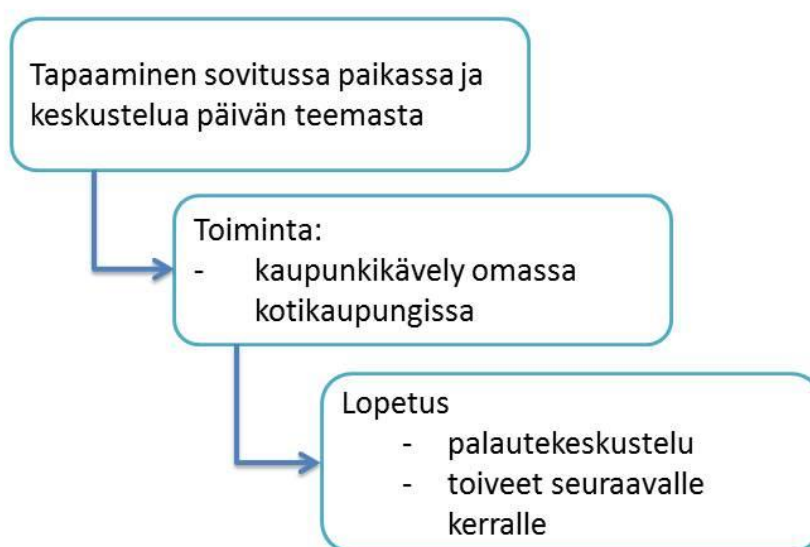 Tapaaminen sovitussa paikassa ja
keskustelua päivän teemasta
Toiminta:
- kaupunkikävely omassa
kotikaupungissa
Lopetus
- palautekeskustelu
- toiveet seuraavalle
kerralle